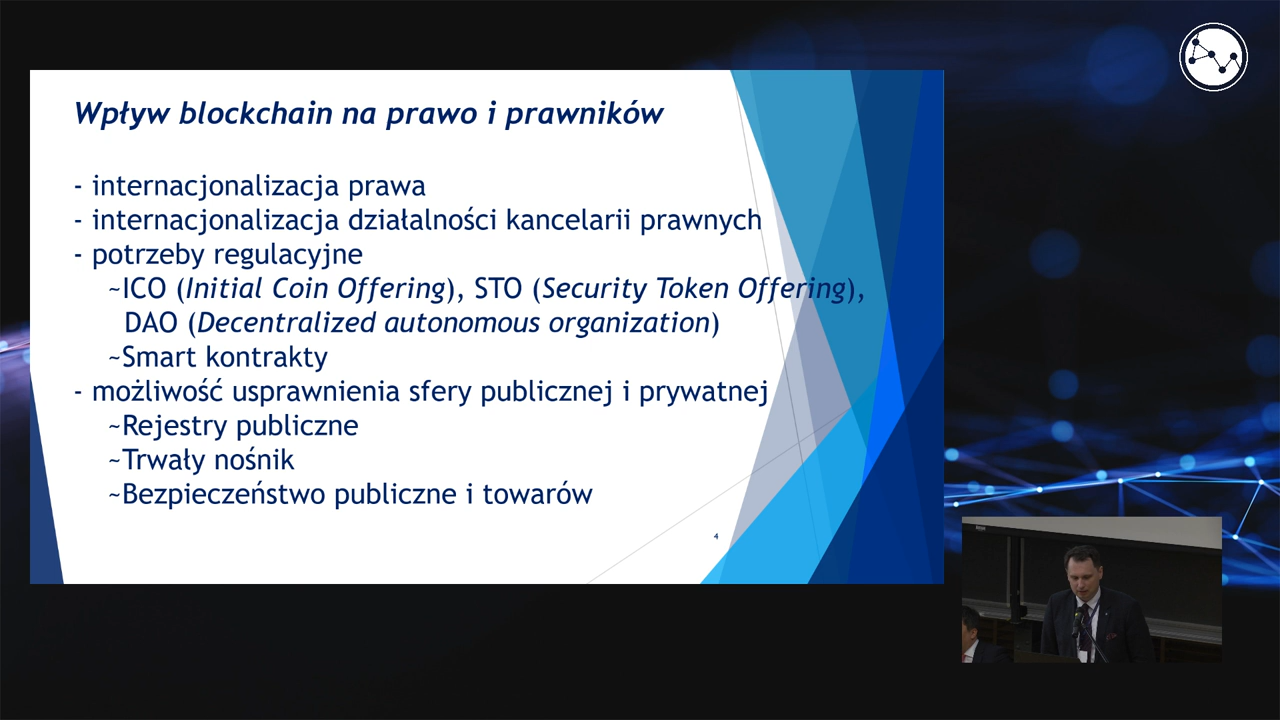 Wpływ blockchain na prawo i prawników
- internacjonalizacja prawa
- internacjonalizacja działalności kancelarii prawnych
- potrzeby regulacyjne
~ICO (Initial Coin Offering), STO (Security Token Offering),
DAO (Decentralized autonomous organization)
~Smart kontrakty
- możliwość usprawnienia sfery publicznej i prywatnej
~Rejestry publiczne
~Trwały nośnik
~Bezpieczeństwo publiczne i towarów
4